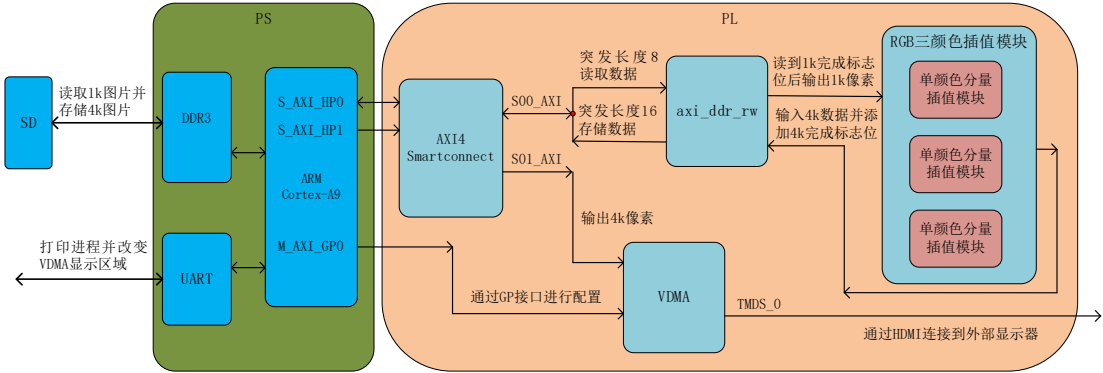 PS
PL
SD
读取1k图片并
存储4k图片
DDR3
S_AXI_HP0
S_AXI_HP1
ARM
Cortex-A9
M_AXI_GP0
打印进程并改变
VDMA显示区域
UART
AXI4
Smartconnect
S00_AXI
S01_AXI
突发长度8
读取数据
突发长度16
存储数据
axi_ddr_rw
读到1k完成标志
位后输出1k像素
输入4k数据并添
加4k完成标志位
RGB三颜色插值模块
单颜色分量
插值模块
单颜色分量
插值模块
单颜色分量
插值模块
输出4k像素
通过GP接口进行配置
VDMA
TMDS_0
通过HDMI连接到外部显示器